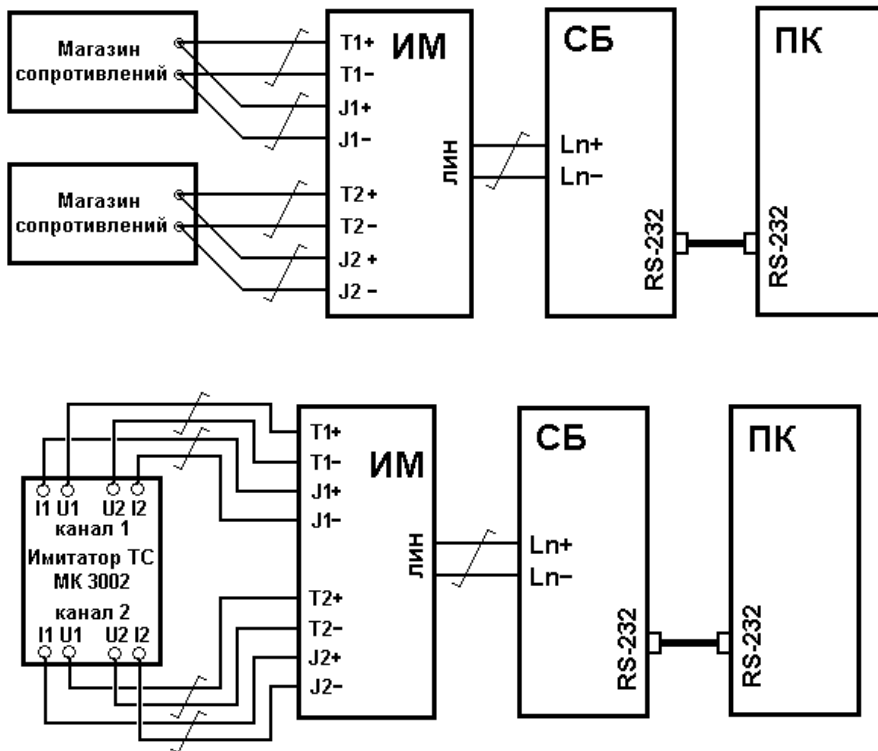 Магазин
сопротивлений
T1+
T1−
J1+
J1−
ИМ
ЛИН
СБ
Ln+
Ln−
RS-232
ПК
RS-232
Магазин
сопротивлений
T2+
T2−
J2 +
J2 −
I1 U1 U2 I2
канал 1
Имитатор ТС
МК 3002
канал 2
I1 U1 U2 I2
T1+
T1−
J1+
J1−
ИМ
ЛИН
T2+
T2−
J2+
J2−
СБ
Ln+
Ln−
RS-232
ПК
RS-232